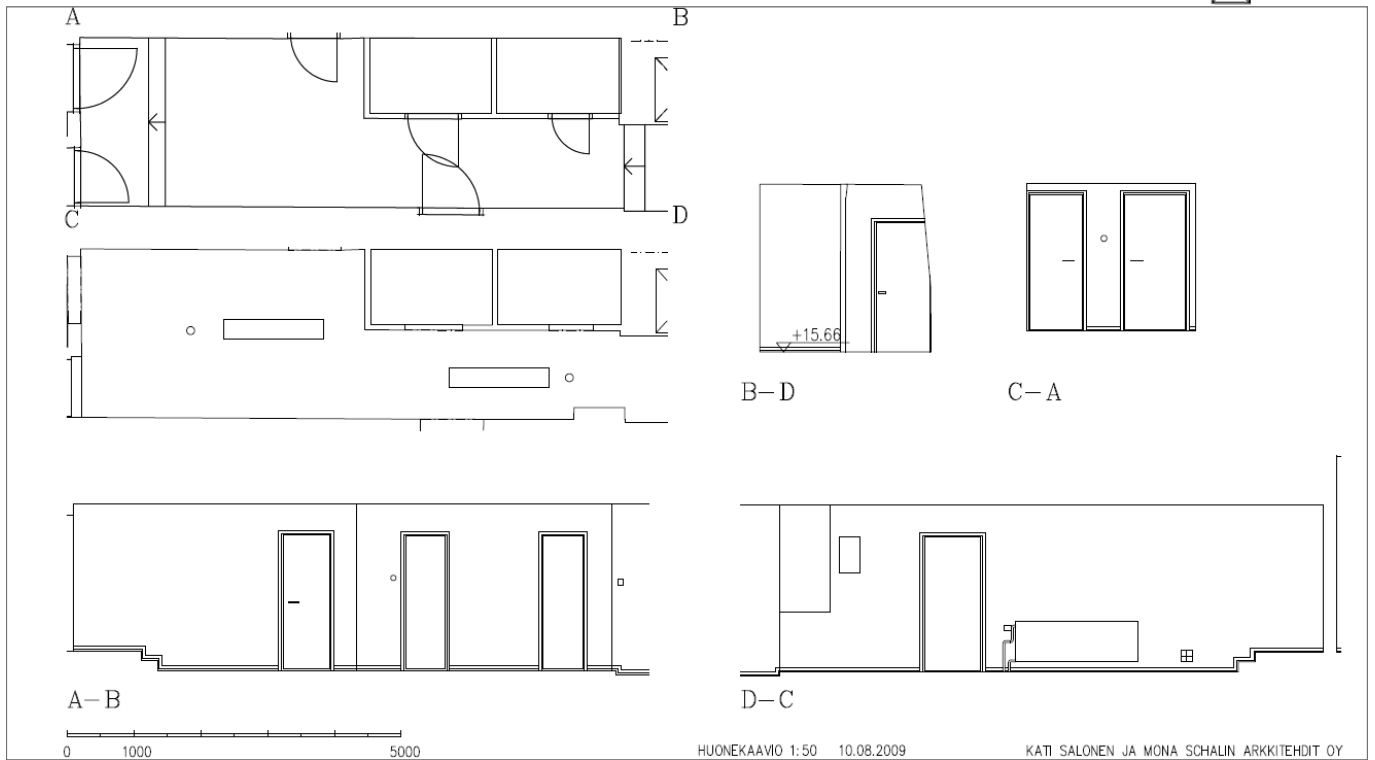 A B
C D
+15.66
B-D C-A
A-B D-C
0 1000 5000
HUONEKAAVIO 1:50 10.08.2009 KATI SALONEN JA MONA SCHALIN ARKKITEHDIT OY